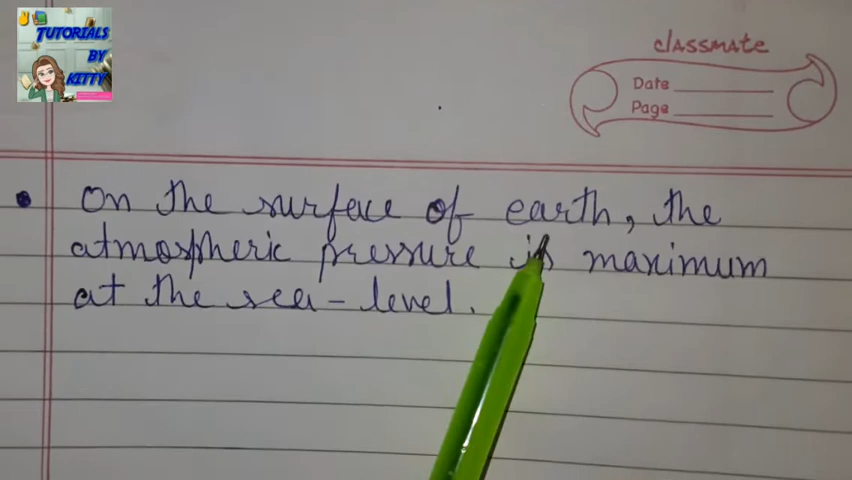 TUTORIALS
BY
KITTY
classmate
Date
Page
On the surface of earth, the
atmospheric pressure is maximum
at the sea-level.